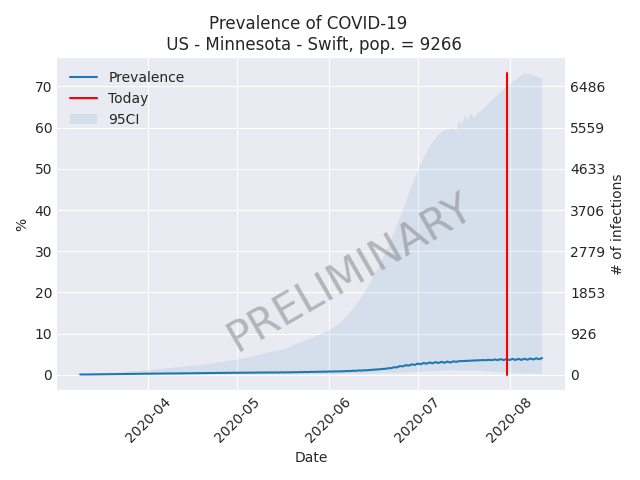 Prevalence of COVID-19
US - Minnesota - Swift, pop. = 9266
Prevalence
Today
95CI
70
60
50
40
30
20
10
0
%
6486
5559
4633
3706
2779
1853
926
0
# of infections
PRELIMINARY
2020-04
2020-05
2020-06
2020-07
2020-08
Date